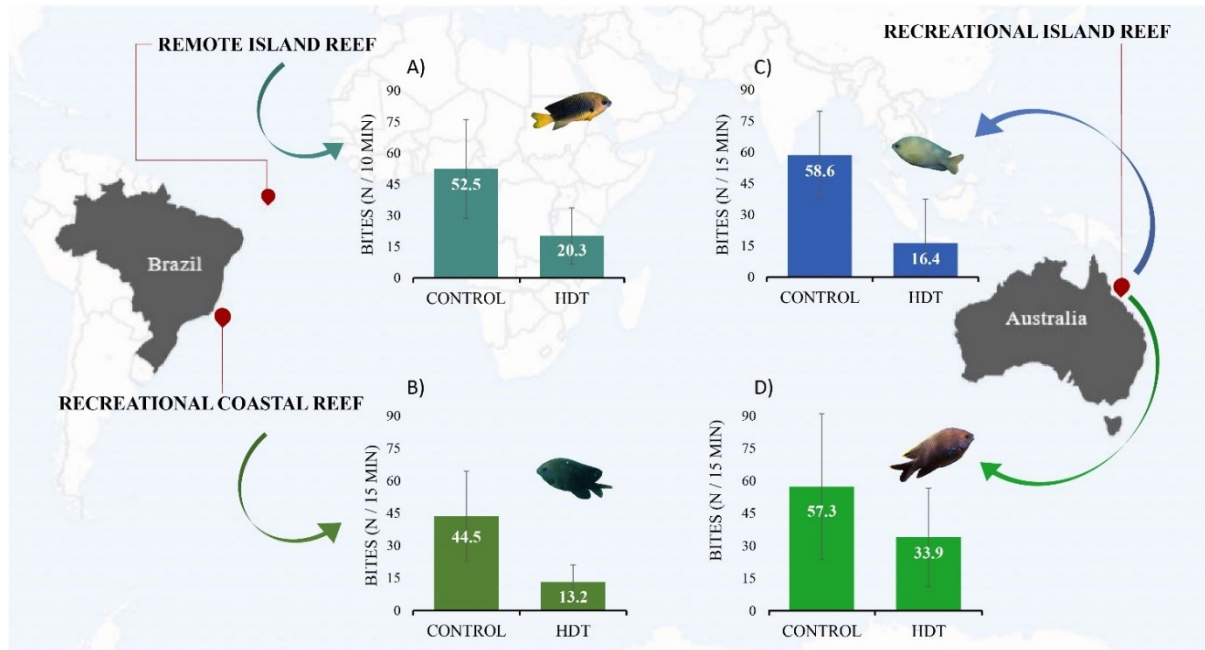 REMOTE ISLAND REEF
RECREATIONAL ISLAND REEF
A)
BITES (N / 10 MIN)
90
75
60
45
30
15
0
52.5
20.3
CONTROL
HDT
C)
BITES (N / 15 MIN)
90
75
60
45
30
15
0
58.6
16.4
CONTROL
HDT
Brazil
Australia
RECREATIONAL COASTAL REEF
B)
BITES (N / 15 MIN)
90
75
60
45
30
15
0
44.5
13.2
CONTROL
HDT
D)
BITES (N / 15 MIN)
90
75
60
45
30
15
0
57.3
33.9
CONTROL
HDT